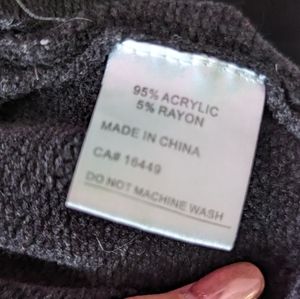 95% ACRYLIC
5% RAYON
MADE IN CHINA
CA# 16449
DO NOT MACHINE WASH